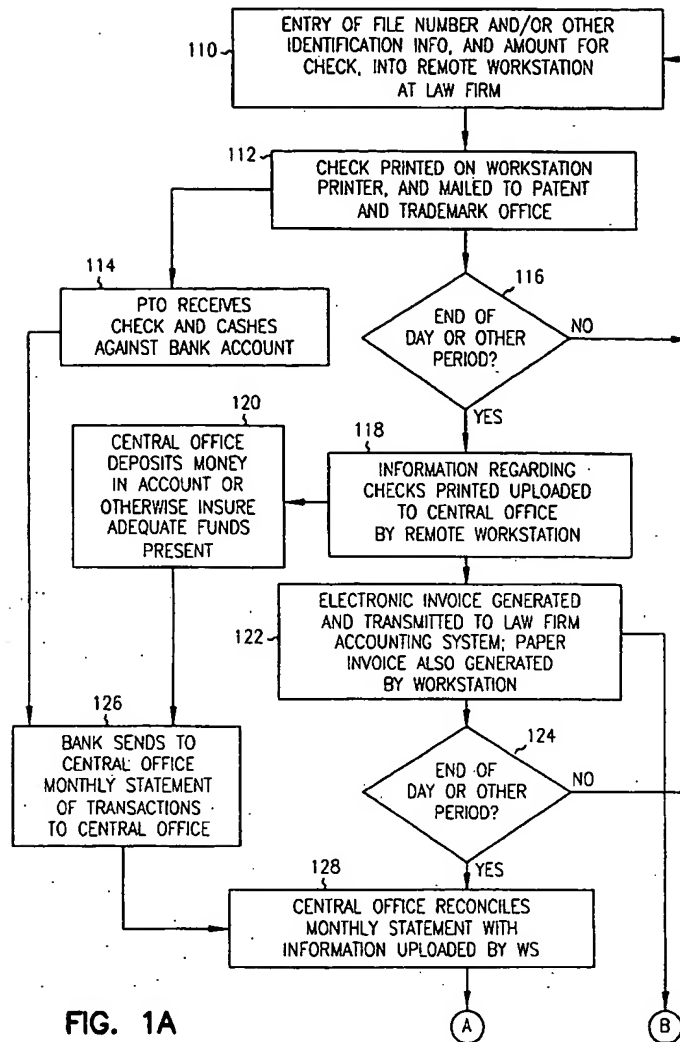 110
ENTRY OF FILE NUMBER AND/OR OTHER
IDENTIFICATION INFO, AND AMOUNT FOR
CHECK, INTO REMOTE WORKSTATION
AT LAW FIRM
112
CHECK PRINTED ON WORKSTATION
PRINTER, AND MAILED TO PATENT
AND TRADEMARK OFFICE
114
PTO RECEIVES
CHECK AND CASHES
AGAINST BANK ACCOUNT
116
END OF
DAY OR OTHER
PERIOD?
NO
YES
120
CENTRAL OFFICE
DEPOSITS MONEY
IN ACCOUNT OR
OTHERWISE INSURE
ADEQUATE FUNDS
PRESENT
118
INFORMATION REGARDING
CHECKS PRINTED UPLOADED
TO CENTRAL OFFICE
BY REMOTE WORKSTATION
122
ELECTRONIC INVOICE GENERATED
AND TRANSMITTED TO LAW FIRM
ACCOUNTING SYSTEM; PAPER
INVOICE ALSO GENERATED
BY WORKSTATION
126
BANK SENDS TO
CENTRAL OFFICE
MONTHLY STATEMENT
OF TRANSACTIONS
TO CENTRAL OFFICE
124
END OF
DAY OR OTHER
PERIOD?
NO
YES
128
CENTRAL OFFICE RECONCILES
MONTHLY STATEMENT WITH
INFORMATION UPLOADED BY WS
FIG. 1A
A
B